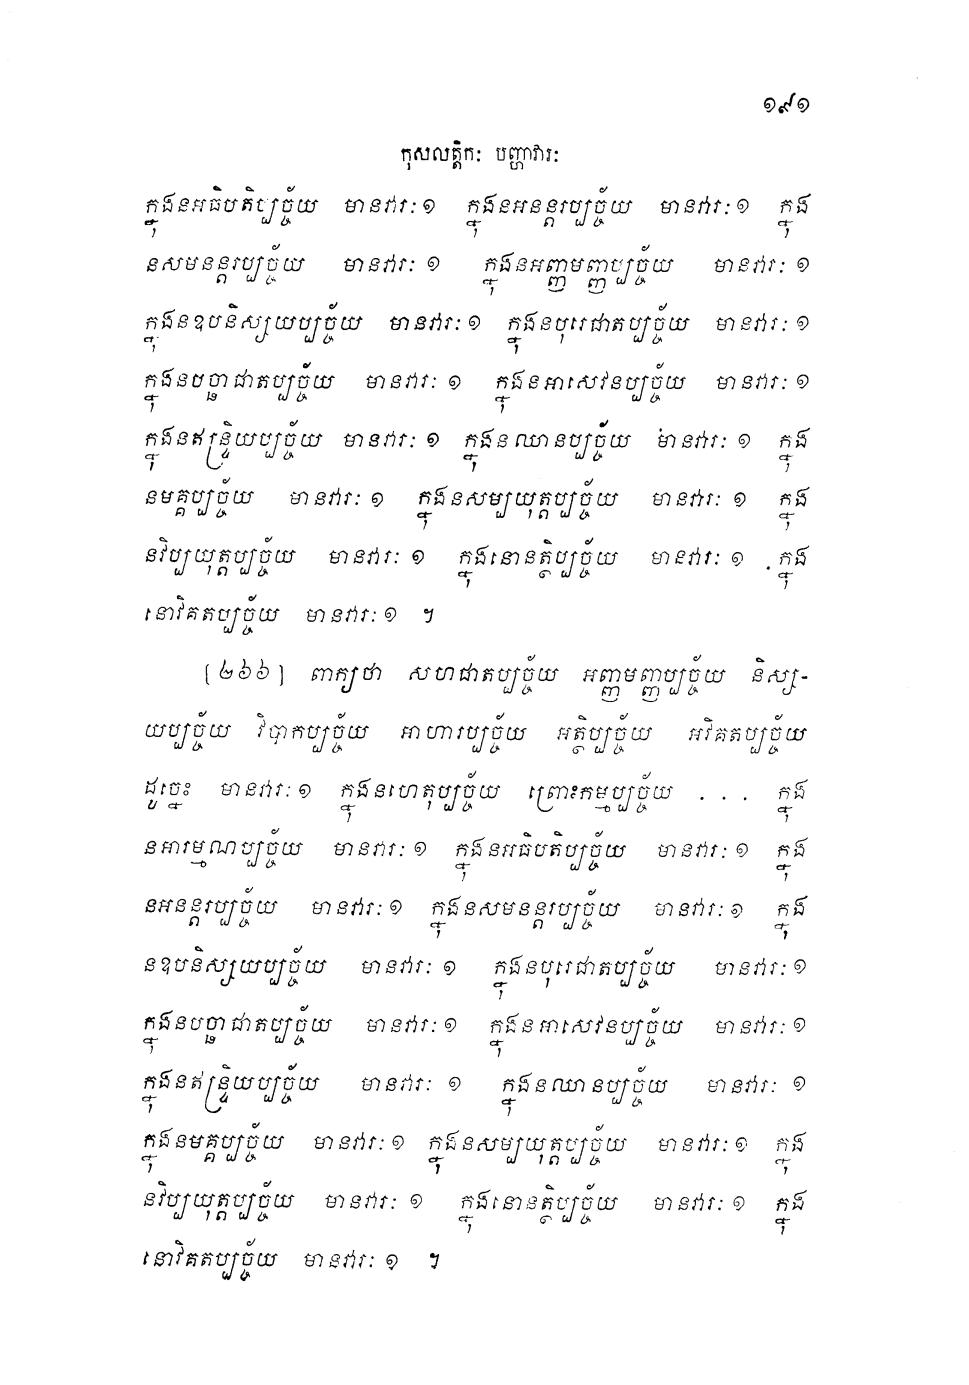 ១៩១
កុសលត្តិកៈ បញ្ហាវារៈ
ក្នុងនអធិបតិប្បច្ច័យ មានវារៈ ១ ក្នុងនអនន្តរប្បច្ច័យ មានវារៈ ១ ក្នុង
នសមនន្តរប្បច្ច័យ មានវារៈ ១ ក្នុងនអញ្ញមញ្ញប្បច្ច័យ មានវារៈ ១
ក្នុងនឧបនិស្សយប្បច្ច័យ មានវារៈ ១ ក្នុងនបុរេជាតប្បច្ច័យ មានវារៈ ១
ក្នុងនបច្ឆាជាតប្បច្ច័យ មានវារៈ ១ ក្នុងនអាសេវនប្បច្ច័យ មានវារៈ ១
ក្នុងនឥន្ទ្រិយប្បច្ច័យ មានវារៈ ១ ក្នុងនឈានប្បច្ច័យ មានវារៈ ១ ក្នុង
នមគ្គប្បច្ច័យ មានវារៈ ១ ក្នុងនសម្បយុត្តប្បច្ច័យ មានវារៈ ១ ក្នុង
នវិប្បយុត្តប្បច្ច័យ មានវារៈ ១ ក្នុងនោនត្ថិប្បច្ច័យ មានវារៈ ១ ក្នុង
នោវិគតប្បច្ច័យ មានវារៈ ១ ។
[២៦៦] ពាក្យថា សហជាតប្បច្ច័យ អញ្ញមញ្ញប្បច្ច័យ និស្ស-
យប្បច្ច័យ វិបាកប្បច្ច័យ អាហារប្បច្ច័យ អត្ថិប្បច្ច័យ អវិគតប្បច្ច័យ
ដូច្នេះ មានវារៈ ១ ក្នុងនហេតុប្បច្ច័យ ព្រោះកម្មប្បច្ច័យ . . . ក្នុង
នអារម្មណប្បច្ច័យ មានវារៈ ១ ក្នុងនអធិបតិប្បច្ច័យ មានវារៈ ១ ក្នុង
នអនន្តរប្បច្ច័យ មានវារៈ ១ ក្នុងនសមនន្តរប្បច្ច័យ មានវារៈ ១ ក្នុង
នឧបនិស្សយប្បច្ច័យ មានវារៈ ១ ក្នុងនបុរេជាតប្បច្ច័យ មានវារៈ ១
ក្នុងនបច្ឆាជាតប្បច្ច័យ មានវារៈ ១ ក្នុងនអាសេវនប្បច្ច័យ មានវារៈ ១
ក្នុងនឥន្ទ្រិយប្បច្ច័យ មានវារៈ ១ ក្នុងនឈានប្បច្ច័យ មានវារៈ ១
ក្នុងនមគ្គប្បច្ច័យ មានវារៈ ១ ក្នុងនសម្បយុត្តប្បច្ច័យ មានវារៈ ១ ក្នុង
នវិប្បយុត្តប្បច្ច័យ មានវារៈ ១ ក្នុងនោនត្ថិប្បច្ច័យ មានវារៈ ១ ក្នុង
នោវិគតប្បច្ច័យ មានវារៈ ១ ។